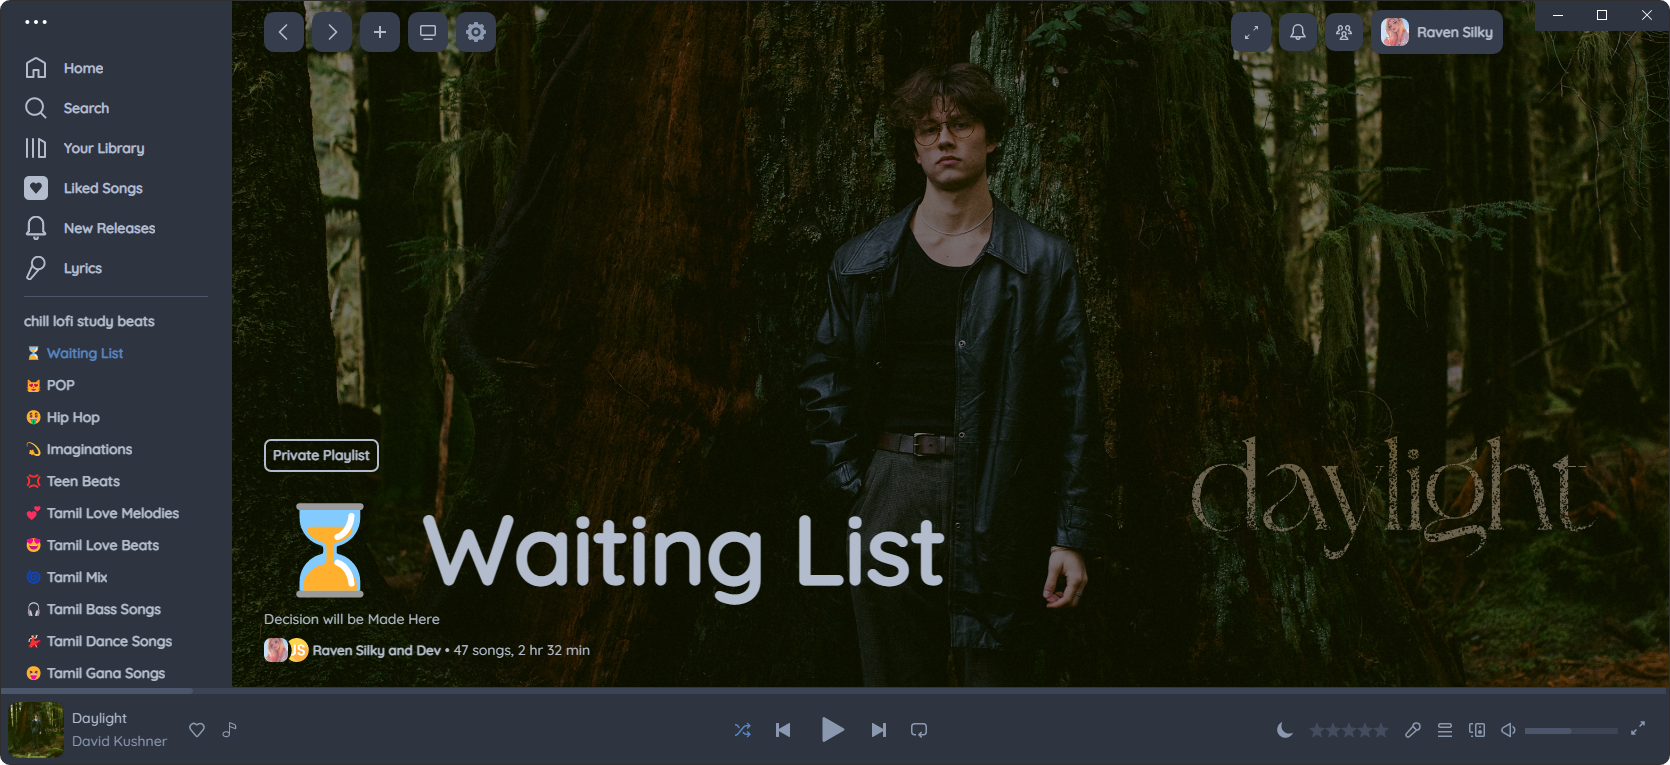 Home
Search
Your Library
Liked Songs
New Releases
Lyrics
chill lofi study beats
Waiting List
POP
Hip Hop
Imaginations
Teen Beats
Tamil Love Melodies
Tamil Love Beats
Tamil Mix
Tamil Bass Songs
Tamil Dance Songs
Tamil Gana Songs
Raven Silky
daylight
Private Playlist
Waiting List
Decision will be Made Here
JS
Raven Silky and Dev • 47 songs, 2 hr 32 min
Daylight
David Kushner